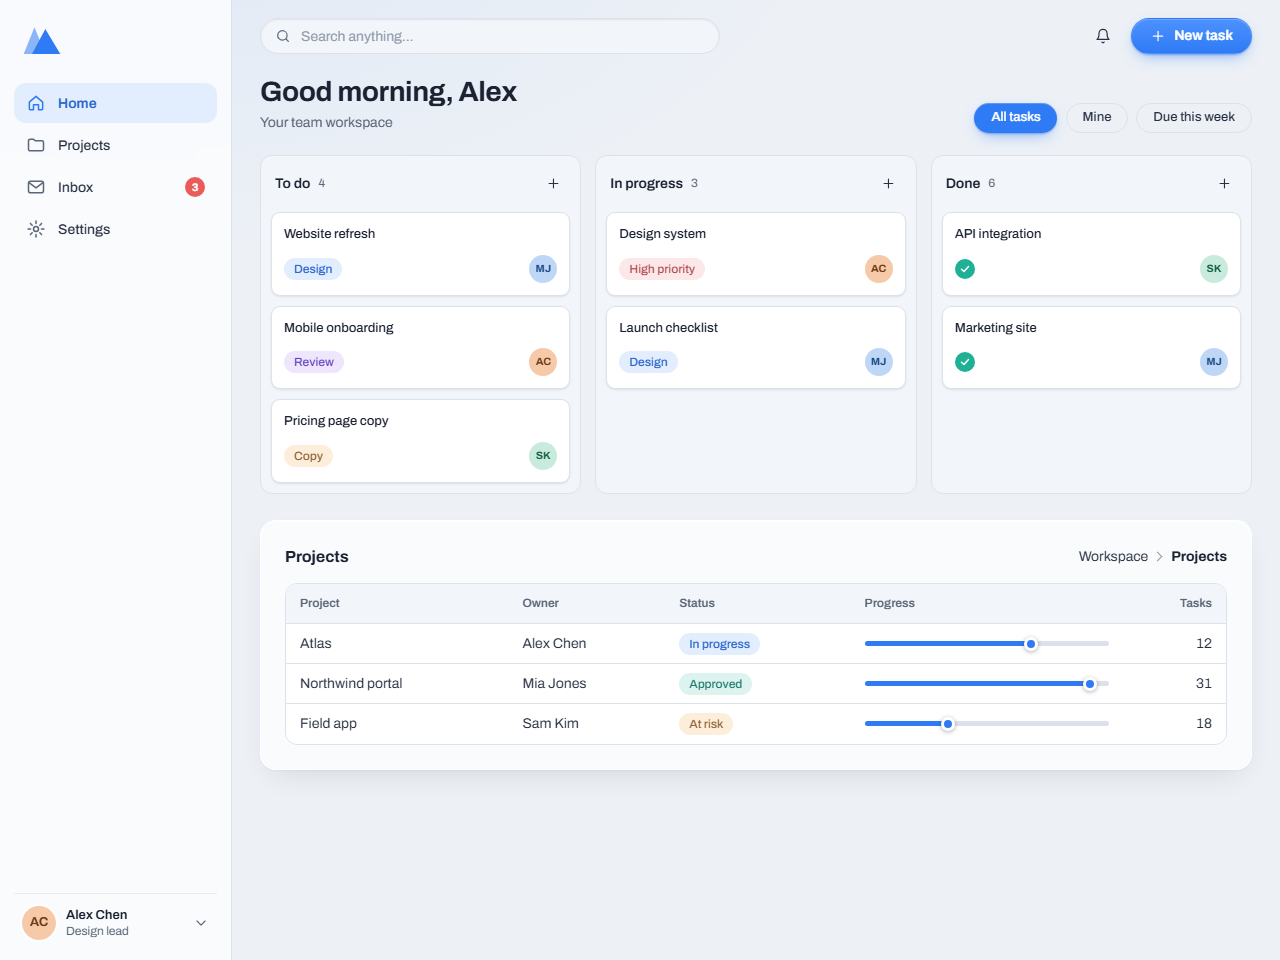 Search anything...
New task
Home
Projects
Inbox 3
Settings
Good morning, Alex
Your team workspace
All tasks Mine Due this week
To do 4
Website refresh
Design MJ
Mobile onboarding
Review AC
Pricing page copy
Copy SK
In progress 3
Design system
High priority AC
Launch checklist
Design MJ
Done 6
API integration
SK
Marketing site
MJ
Projects
Workspace Projects
Project Owner Status Progress Tasks
Atlas Alex Chen In progress 12
Northwind portal Mia Jones Approved 31
Field app Sam Kim At risk 18
AC Alex Chen
Design lead